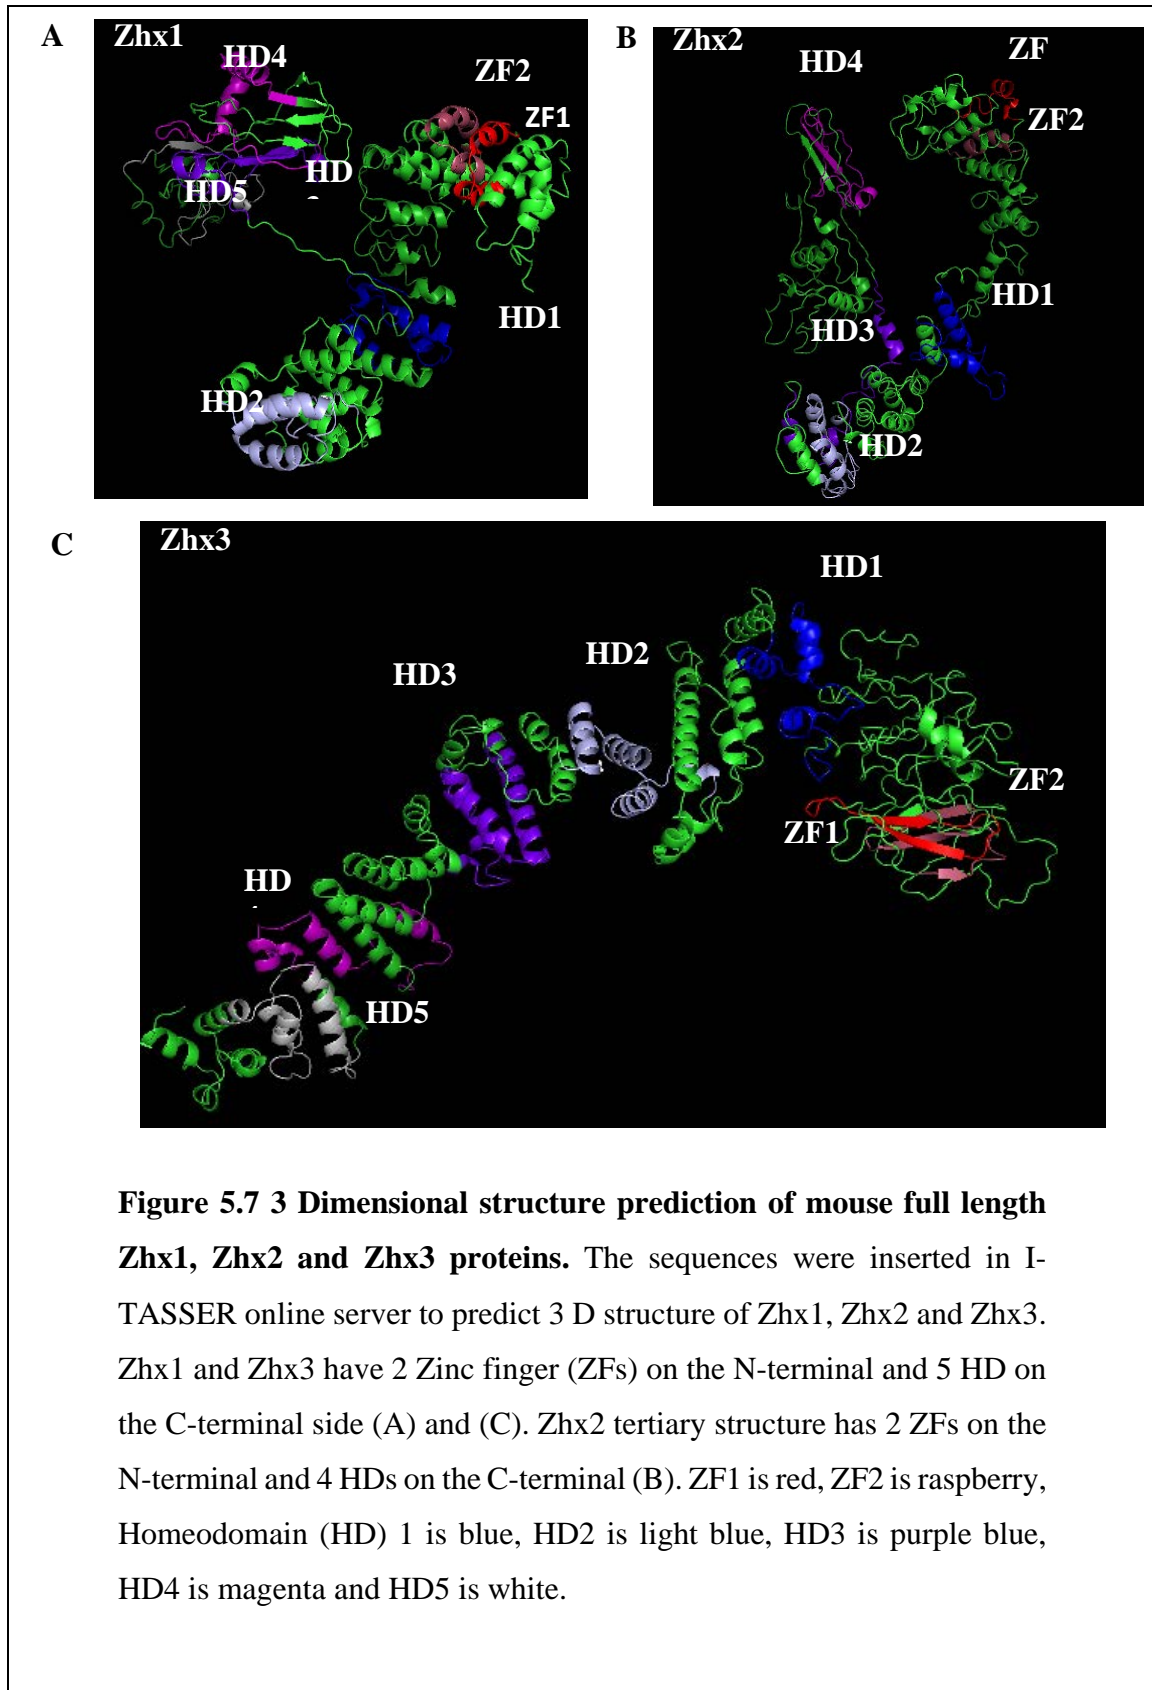 A
Zhx1
HD4
ZF2
ZF1
HD
HD5
HD1
HD2
B
Zhx2
HD4
ZF
ZF2
HD1
HD3
HD2
C
Zhx3
HD1
HD2
HD3
ZF2
ZF1
HD
HD5
Figure 5.7 3 Dimensional structure prediction of mouse full length
Zhx1, Zhx2 and Zhx3 proteins. The sequences were inserted in I-
TASSER online server to predict 3 D structure of Zhx1, Zhx2 and Zhx3.
Zhx1 and Zhx3 have 2 Zinc finger (ZFs) on the N-terminal and 5 HD on
the C-terminal side (A) and (C). Zhx2 tertiary structure has 2 ZFs on the
N-terminal and 4 HDs on the C-terminal (B). ZF1 is red, ZF2 is raspberry,
Homeodomain (HD) 1 is blue, HD2 is light blue, HD3 is purple blue,
HD4 is magenta and HD5 is white.